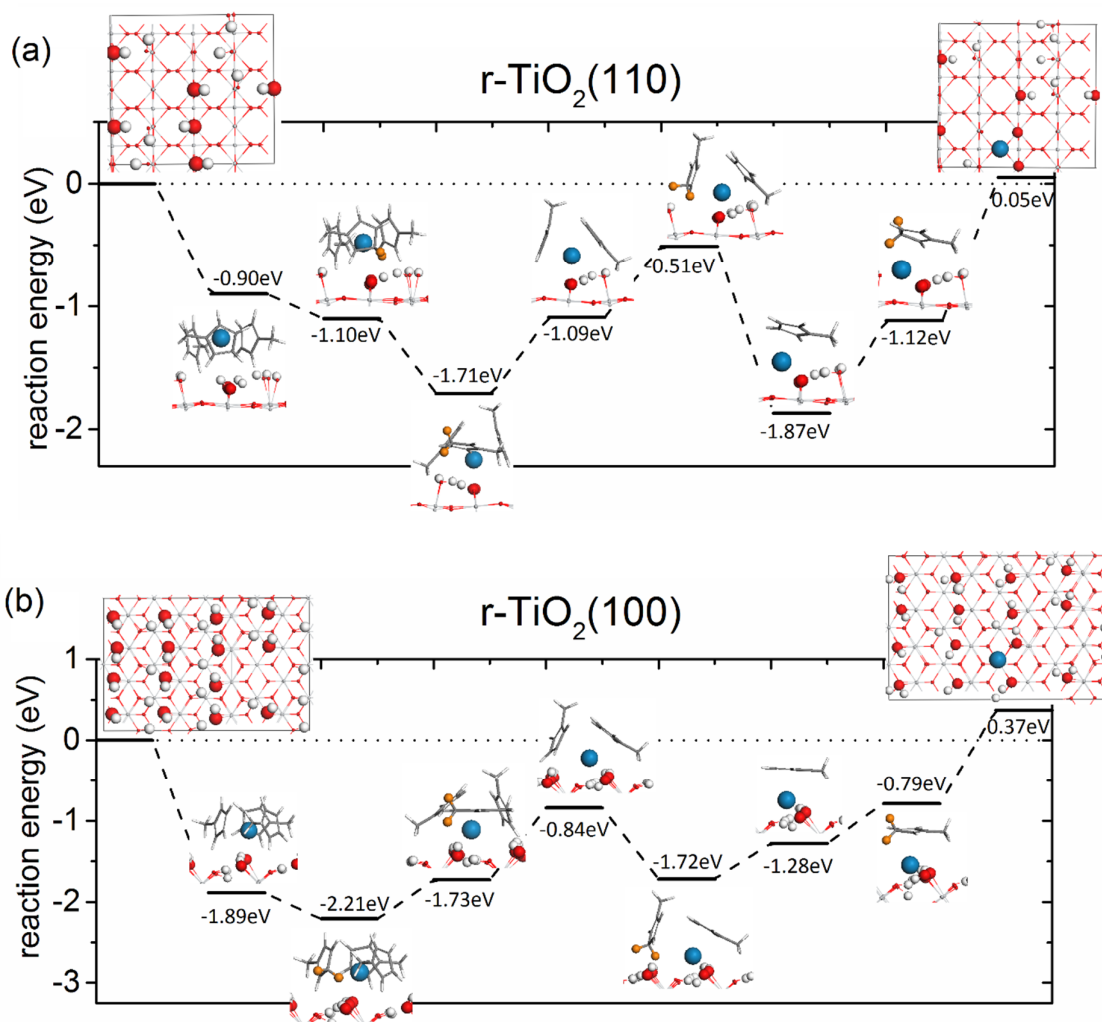 (a)
r-TiO2(110)
reaction energy (eV)
0
-1
-2
-0.90eV
-1.10eV
-1.71eV
-1.09eV
-0.51eV
-1.87eV
-1.12eV
0.05eV
(b)
r-TiO2(100)
reaction energy (eV)
1
0
-1
-2
-3
-1.89eV
-2.21eV
-1.73eV
-0.84eV
-1.72eV
-1.28eV
-0.79eV
0.37eV